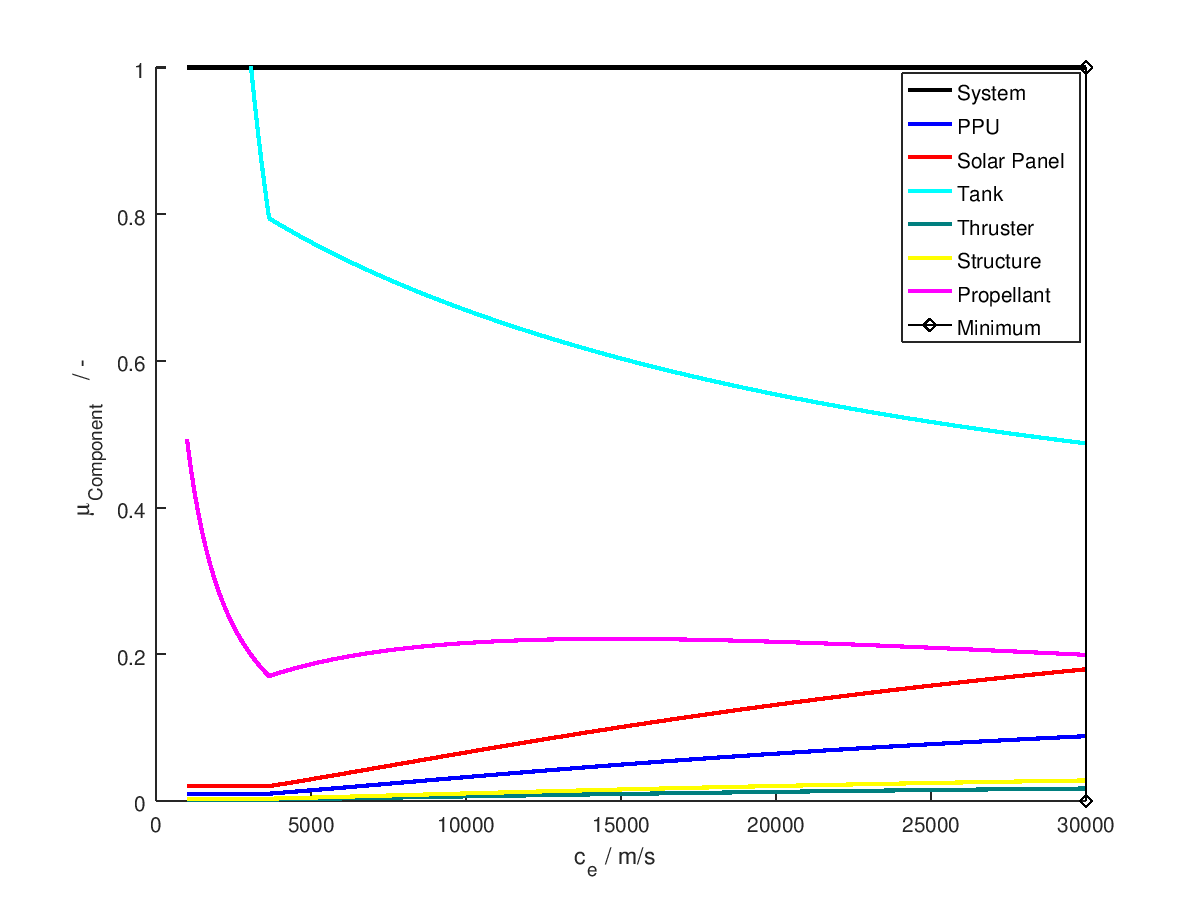 1
0.8
0.6
0.4
0.2
0
μComponent / -
0
5000
10000
15000
20000
25000
30000
ce / m/s
System
PPU
Solar Panel
Tank
Thruster
Structure
Propellant
Minimum